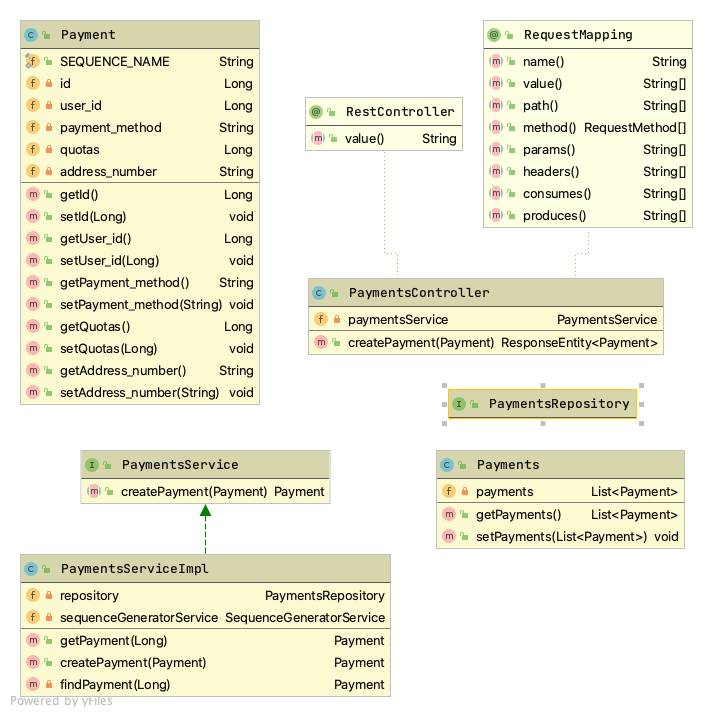 C Payment
f SEQUENCE_NAME String
f id Long
f user_id Long
f payment_method String
f quotas Long
f address_number String
m getId() Long
m setId(Long) void
m getUser_id() Long
m setUser_id(Long) void
m getPayment_method() String
m setPayment_method(String) void
m getQuotas() Long
m setQuotas(Long) void
m getAddress_number() String
m setAddress_number(String) void
@ RestController
m value() String
@ RequestMapping
m name() String
m value() String[]
m path() String[]
m method() RequestMethod[]
m params() String[]
m headers() String[]
m consumes() String[]
m produces() String[]
C PaymentsController
f paymentsService PaymentsService
m createPayment(Payment) ResponseEntity<Payment>
I PaymentsRepository
I PaymentsService
m createPayment(Payment) Payment
C Payments
f payments List<Payment>
m getPayments() List<Payment>
m setPayments(List<Payment>) void
C PaymentsServiceImpl
f repository PaymentsRepository
f sequenceGeneratorService SequenceGeneratorService
m getPayment(Long) Payment
m createPayment(Payment) Payment
m findPayment(Long) Payment
Powered by yFiles